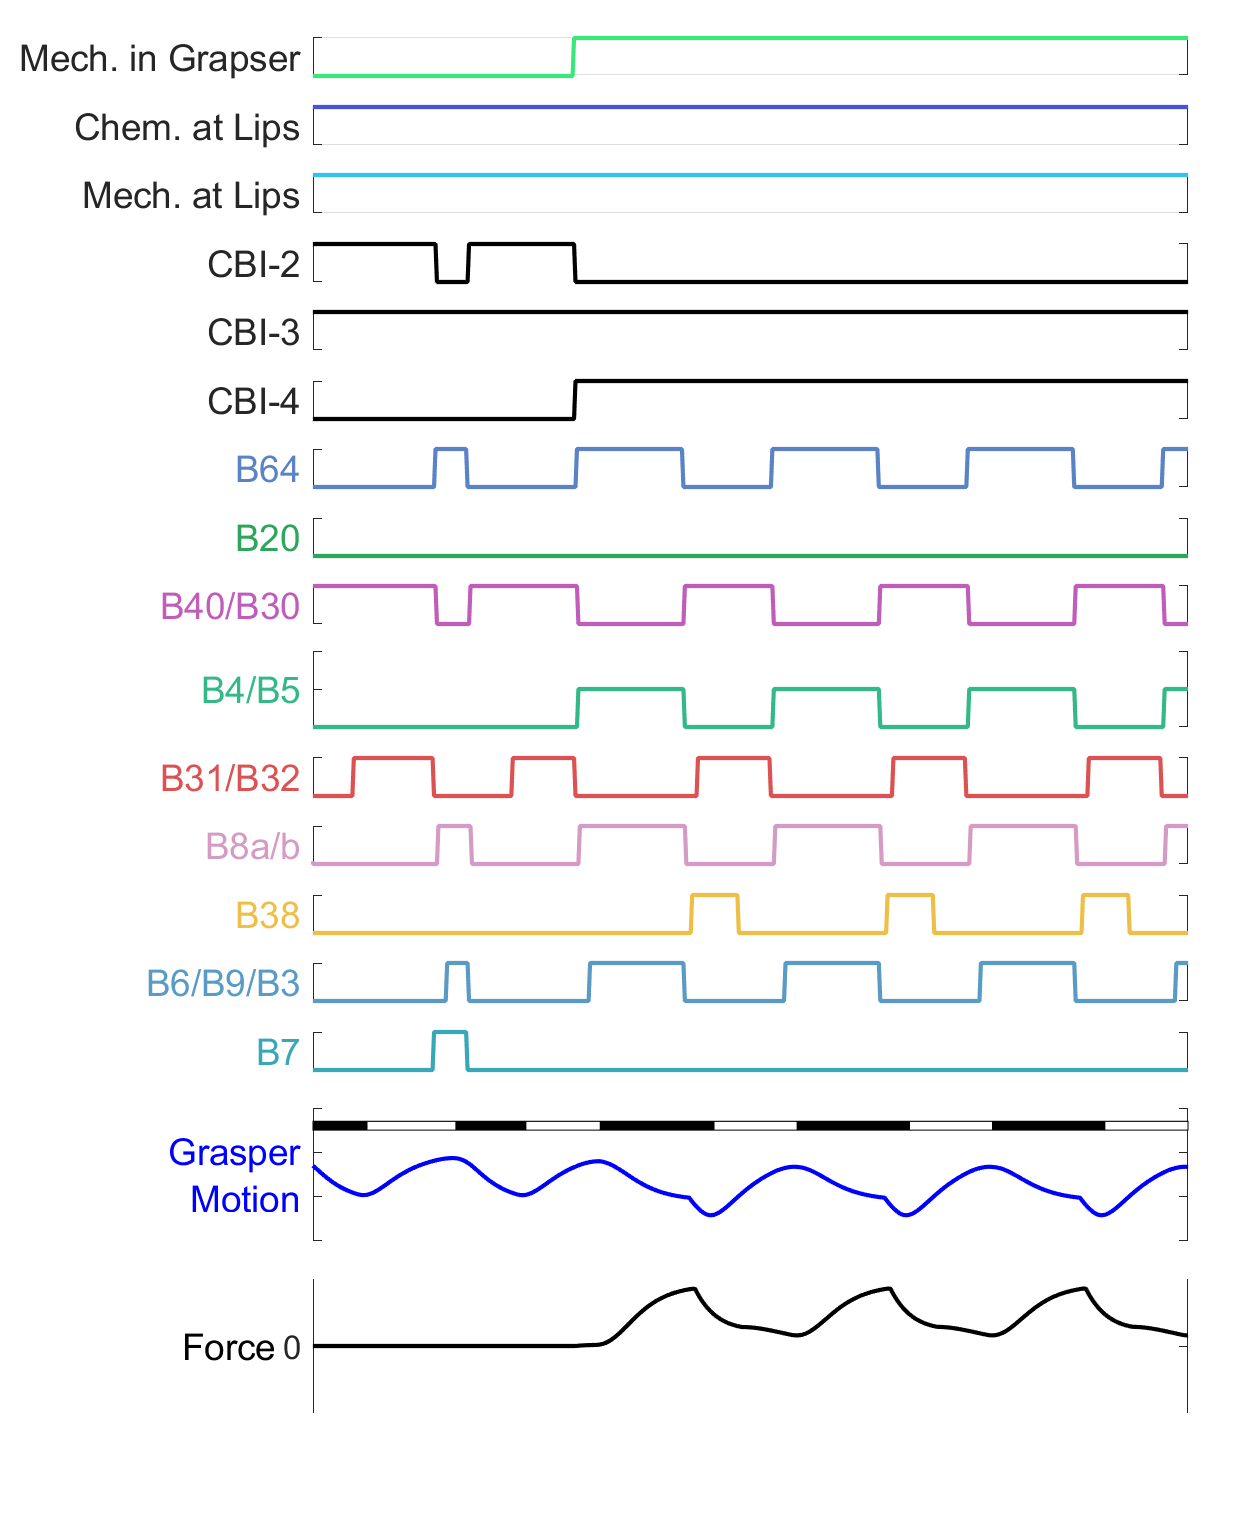 Mech. in Grapser
Chem. at Lips
Mech. at Lips
CBI-2
CBI-3
CBI-4
B64
B20
B40/B30
B4/B5
B31/B32
B8a/b
B38
B6/B9/B3
B7
Grasper
Motion
Force 0